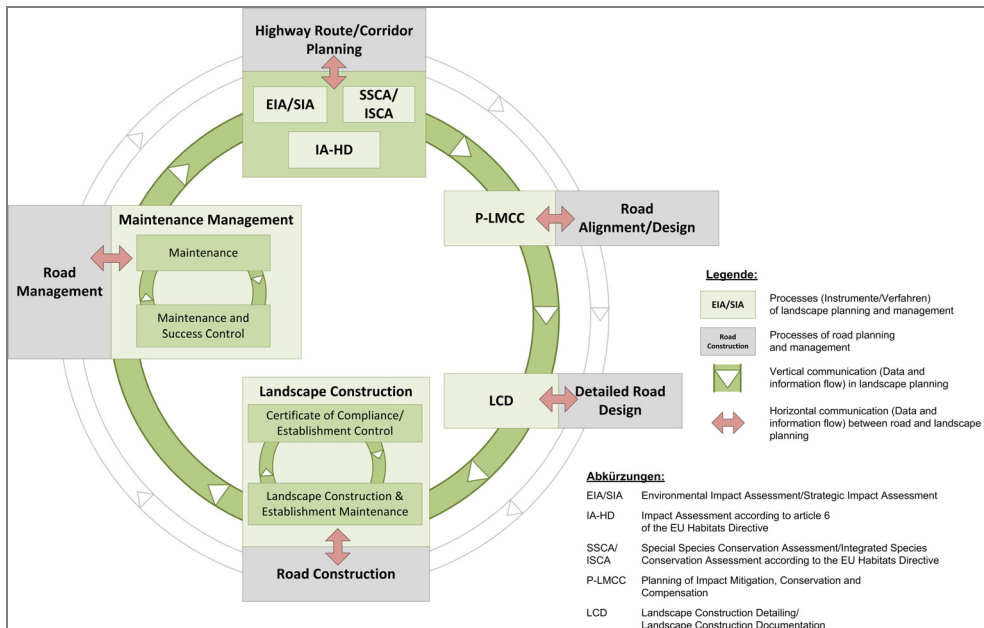 Highway Route/Corridor
Planning
EIA/SIA
SSCA/
ISCA
IA-HD
P-LMCC
Road
Alignment/Design
Maintenance Management
Maintenance
Maintenance and
Success Control
Road
Management
LCD
Detailed Road
Design
Landscape Construction
Certificate of Compliance/
Establishment Control
Landscape Construction &
Establishment Maintenance
Road Construction
Legende:
EIA/SIA
Processes (Instrumente/Verfahren)
of landscape planning and management
Road
Construction
Processes of road planning
and management
Vertical communication (Data and
information flow) in landscape planning
Horizontal communication (Data and
information flow) between road and landscape
planning
Abkürzungen:
EIA/SIA Environmental Impact Assessment/Strategic Impact Assessment
IA-HD Impact Assessment according to article 6
of the EU Habitats Directive
SSCA/ Special Species Conservation Assessment/Integrated Species
ISCA Conservation Assessment according to the EU Habitats Directive
P-LMCC Planning of Impact Mitigation, Conservation and
Compensation
LCD Landscape Construction Detailing/
Landscape Construction Documentation